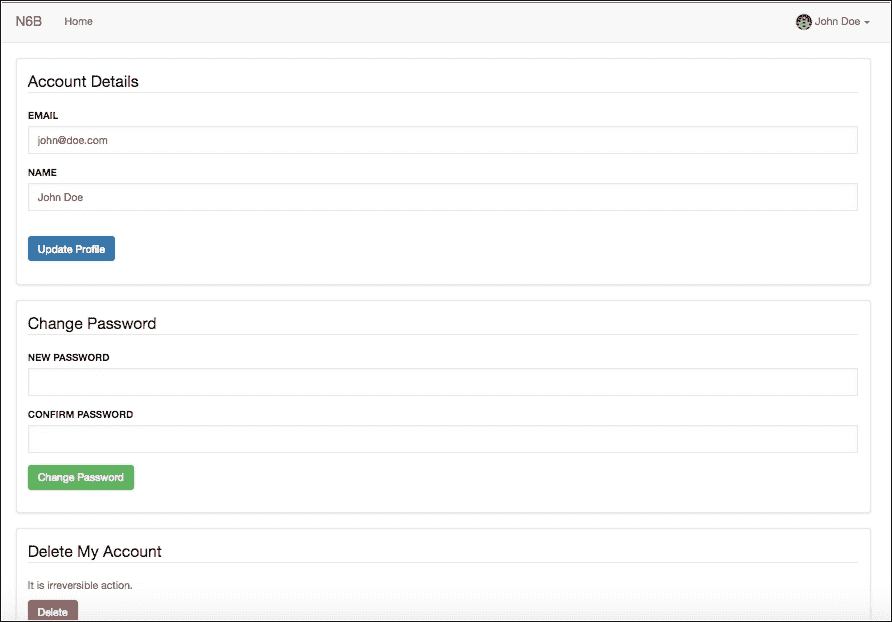 N6B Home John Doe
Account Details
EMAIL
john@doe.com
NAME
John Doe
Update Profile
Change Password
NEW PASSWORD
CONFIRM PASSWORD
Change Password
Delete My Account
It is irreversible action.
Delete